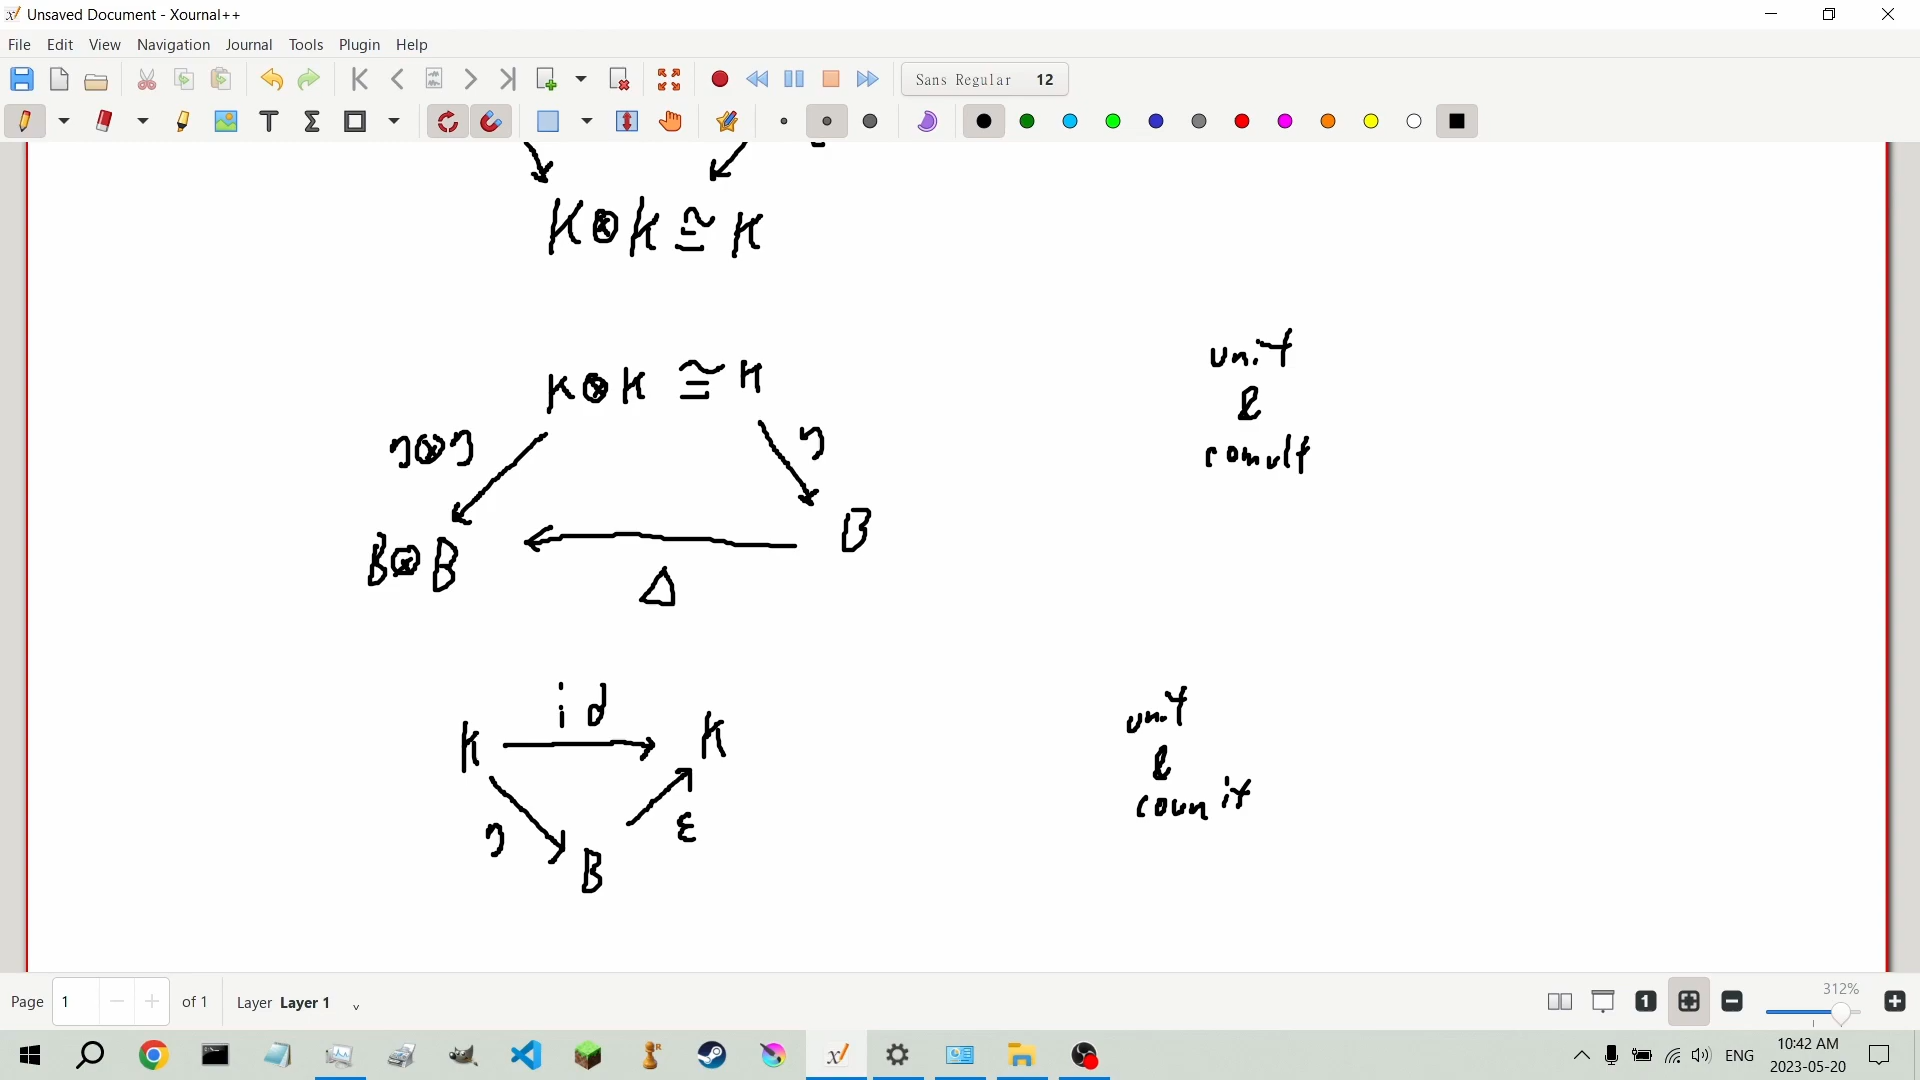 Unsaved Document - Xournal++
File Edit View Navigation Journal Tools Plugin Help
Sans Regular 12
K⊗K ≅ K
K⊗K ≅ K
η⊗η
η
B⊗B
B
Δ
unit
&
comult
id
K
K
η
ε
B
unit
&
counit
Page 1 of 1 Layer Layer 1
312%
1
ENG
10:42 AM
2023-05-20